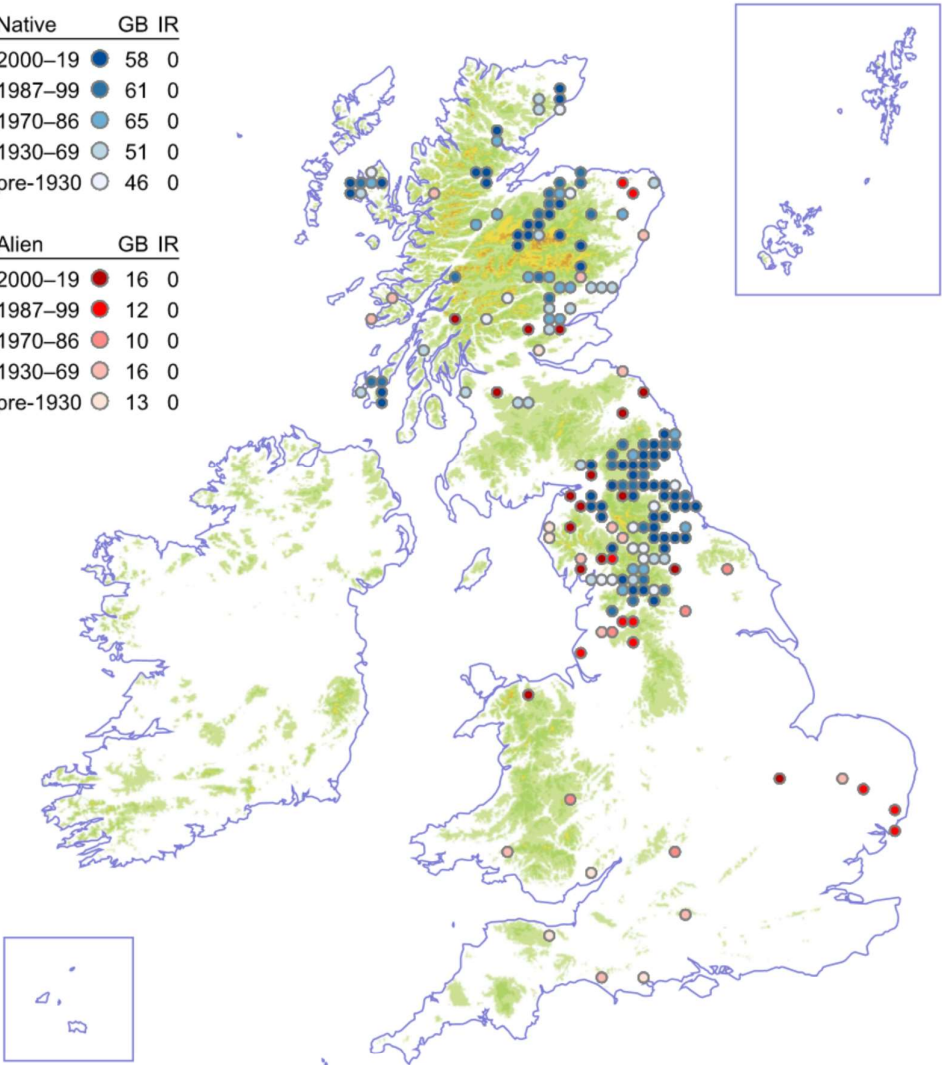 Native GB IR
2000–19 58 0
1987–99 61 0
1970–86 65 0
1930–69 51 0
pre-1930 46 0
Alien GB IR
2000–19 16 0
1987–99 12 0
1970–86 10 0
1930–69 16 0
pre-1930 13 0